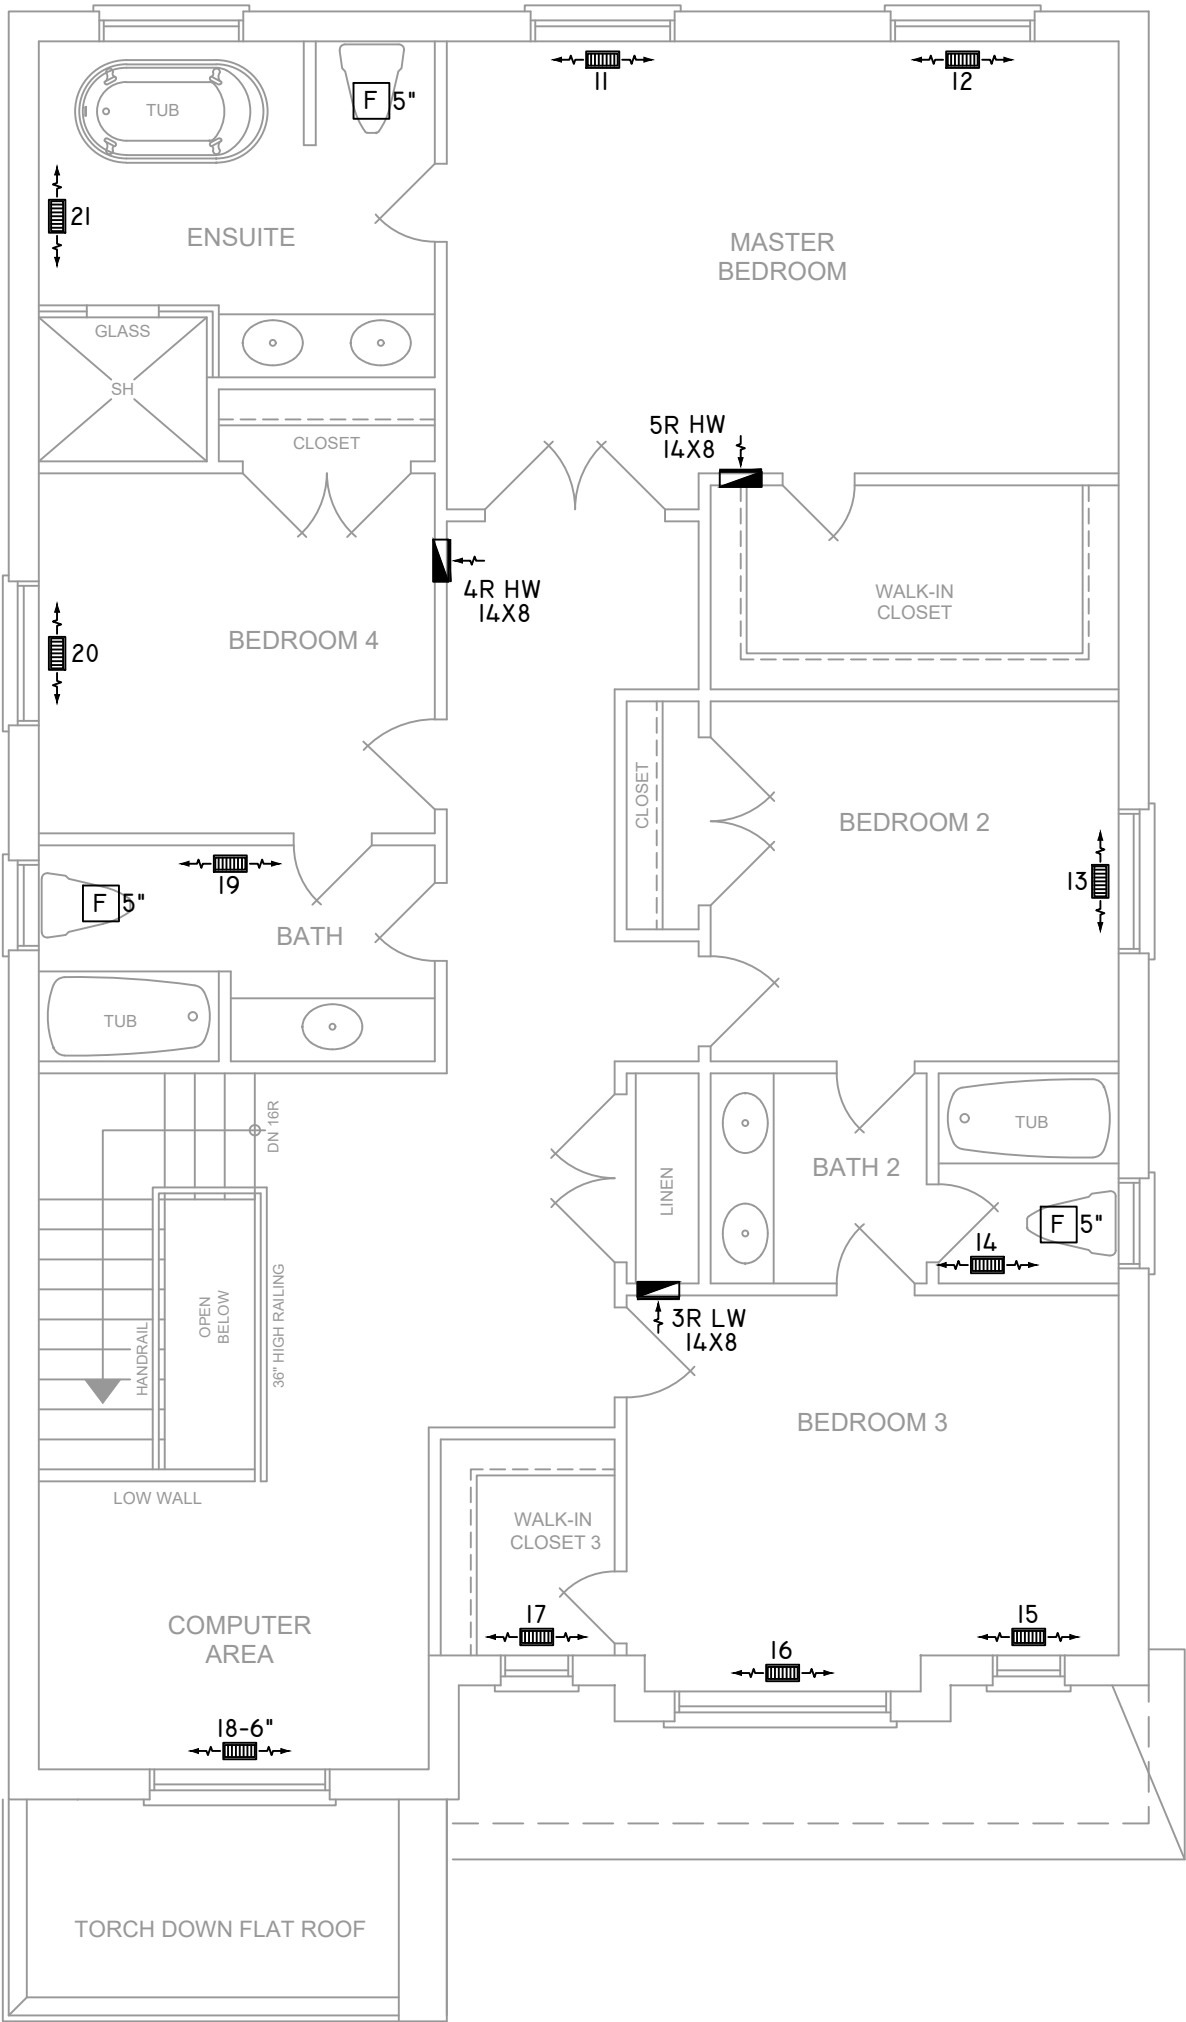 11
12
TUB
F 5"
21
ENSUITE
MASTER
BEDROOM
GLASS
SH
CLOSET
5R HW
14X8
4R HW
14X8
WALK-IN
CLOSET
20
BEDROOM 4
CLOSET
BEDROOM 2
13
19
F 5"
BATH
TUB
DN 16R
TUB
BATH 2
LINEN
F 5"
14
OPEN
BELOW
HANDRAIL
36" HIGH RAILING
3R LW
14X8
BEDROOM 3
LOW WALL
WALK-IN
CLOSET 3
COMPUTER
AREA
17
15
16
18-6"
TORCH DOWN FLAT ROOF